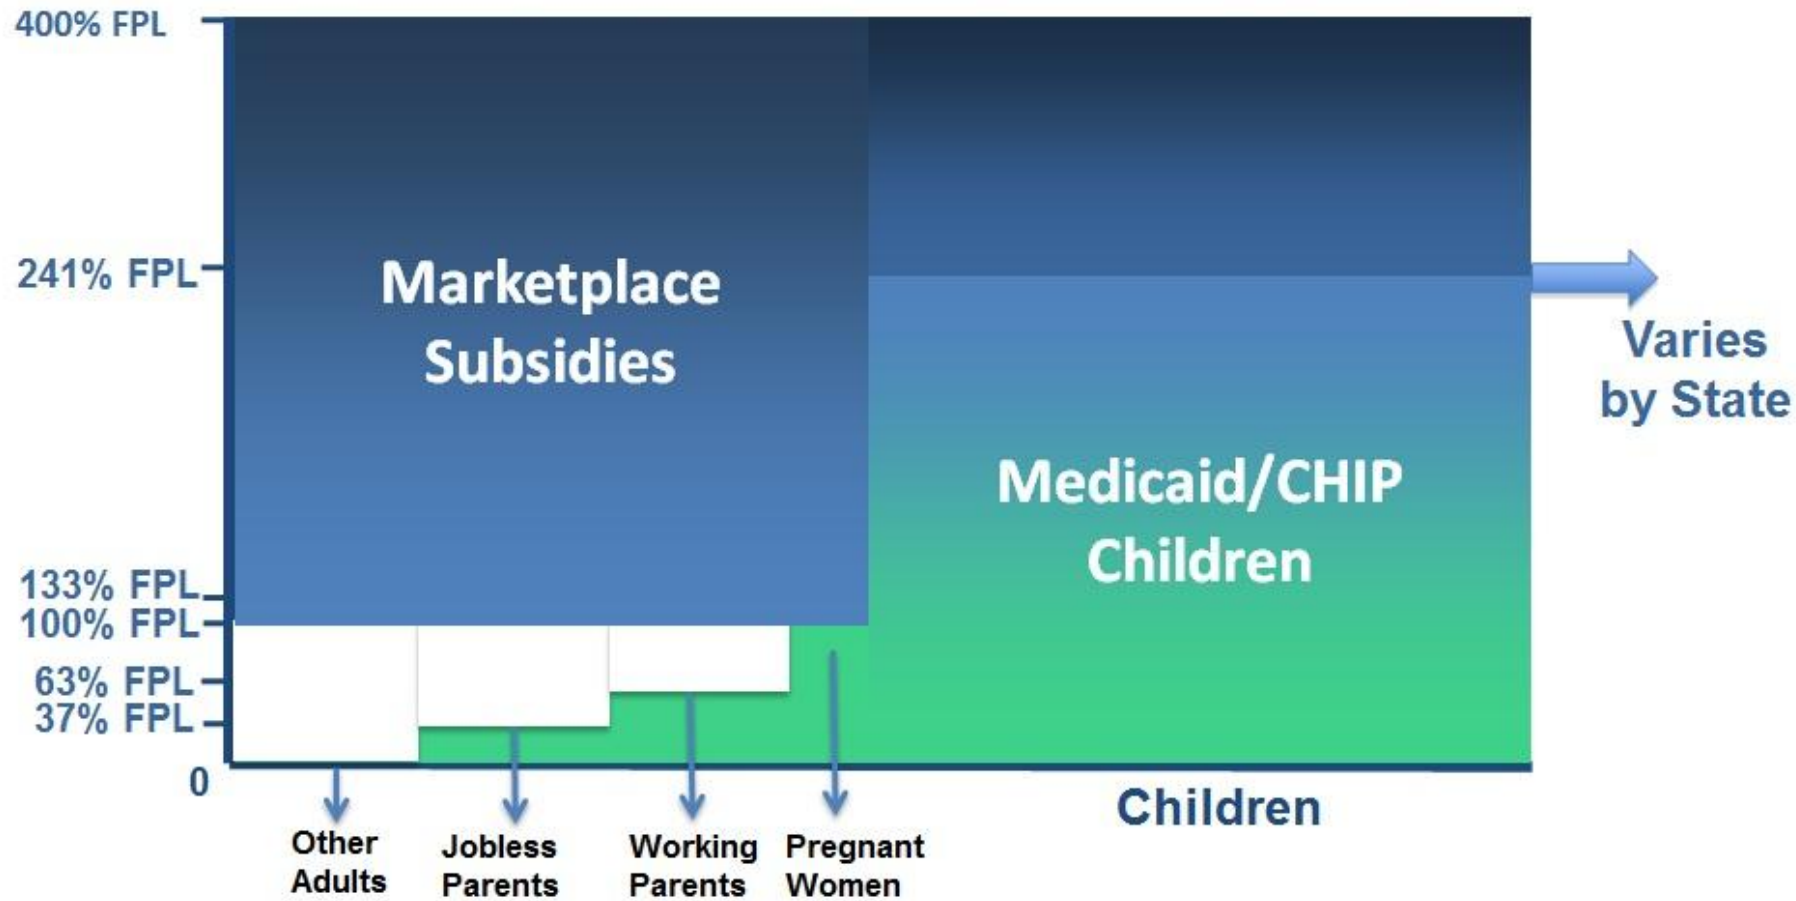 400% FPL
241% FPL
133% FPL
100% FPL
63% FPL
37% FPL
0
Marketplace
Subsidies
Medicaid/CHIP
Children
Varies
by State
Other
Adults
Jobless
Parents
Working
Parents
Pregnant
Women
Children